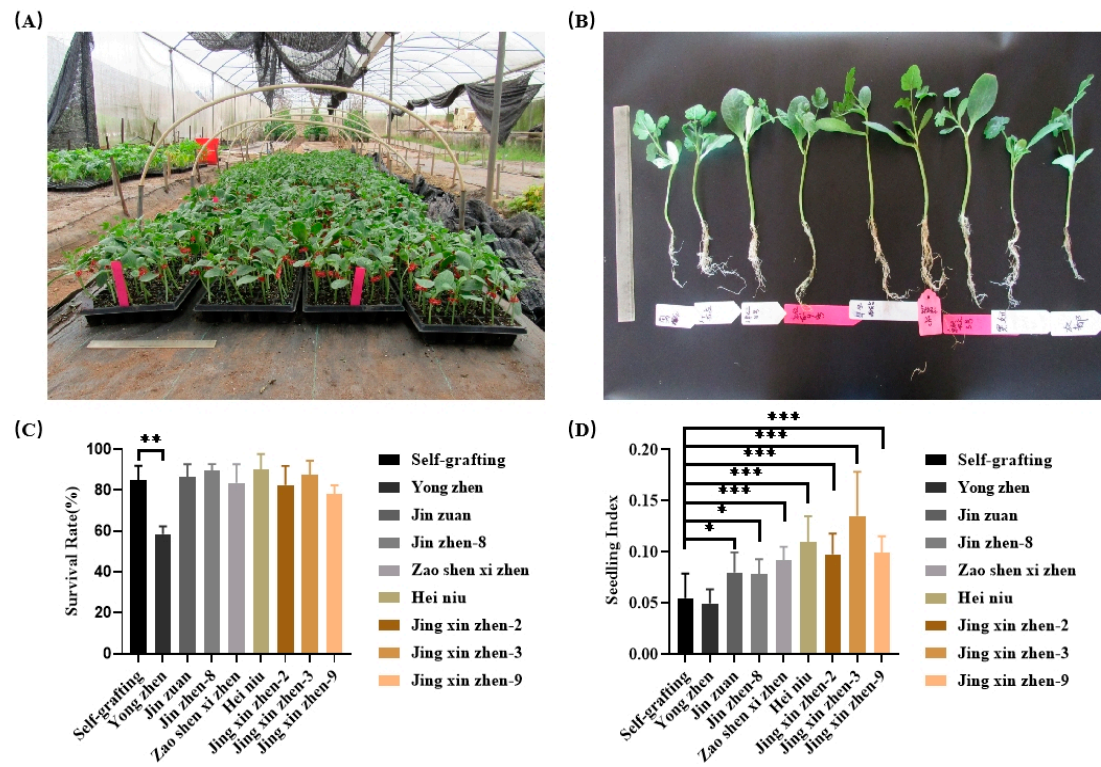 (A)
(B)
(C)
Survival Rate(%)
100
80
60
40
20
0
**
Self-grafting
Yong zhen
Jin zuan
Jin zhen-8
Zao shen xi zhen
Hei niu
Jing xin zhen-2
Jing xin zhen-3
Jing xin zhen-9
Self-grafting
Yong zhen
Jin zuan
Jin zhen-8
Zao shen xi zhen
Hei niu
Jing xin zhen-2
Jing xin zhen-3
Jing xin zhen-9
(D)
Seedling Index
0.20
0.15
0.10
0.05
0.00
***
***
***
***
***
*
*
Self-grafting
Yong zhen
Jin zuan
Jin zhen-8
Zao shen xi zhen
Hei niu
Jing xin zhen-2
Jing xin zhen-3
Jing xin zhen-9
Self-grafting
Yong zhen
Jin zuan
Jin zhen-8
Zao shen xi zhen
Hei niu
Jing xin zhen-2
Jing xin zhen-3
Jing xin zhen-9